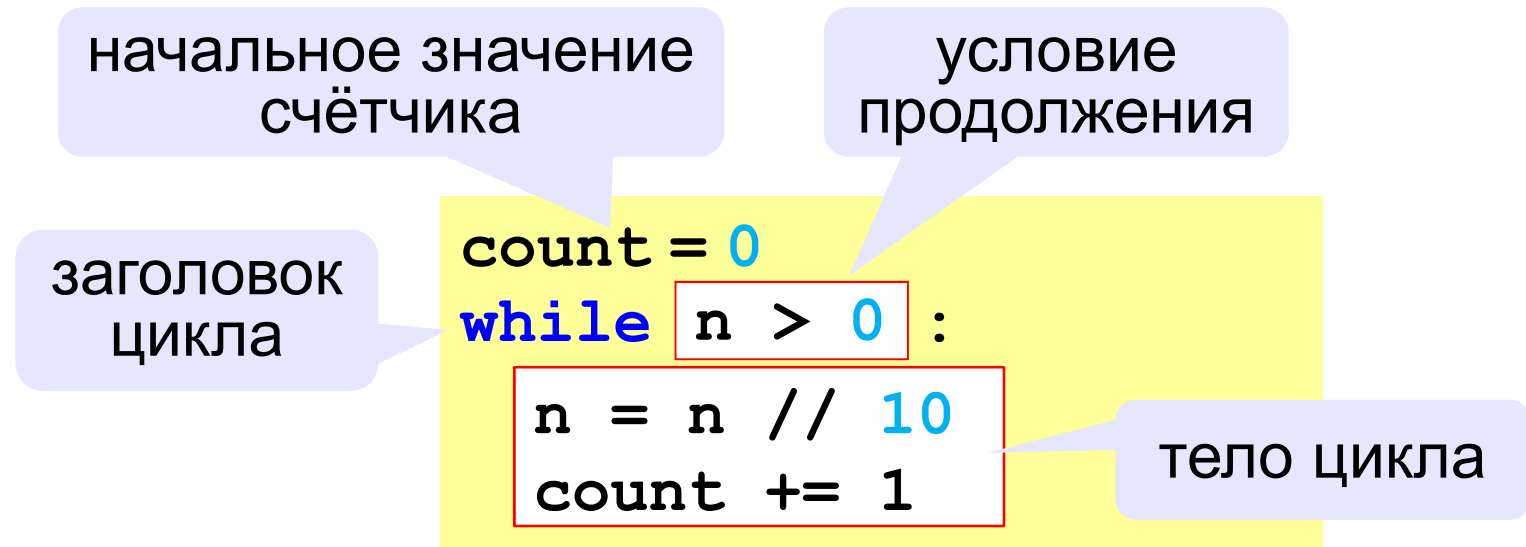 начальное значение
счётчика
условие
продолжения
заголовок
цикла
count = 0
while n > 0 :
n = n // 10
count += 1
тело цикла